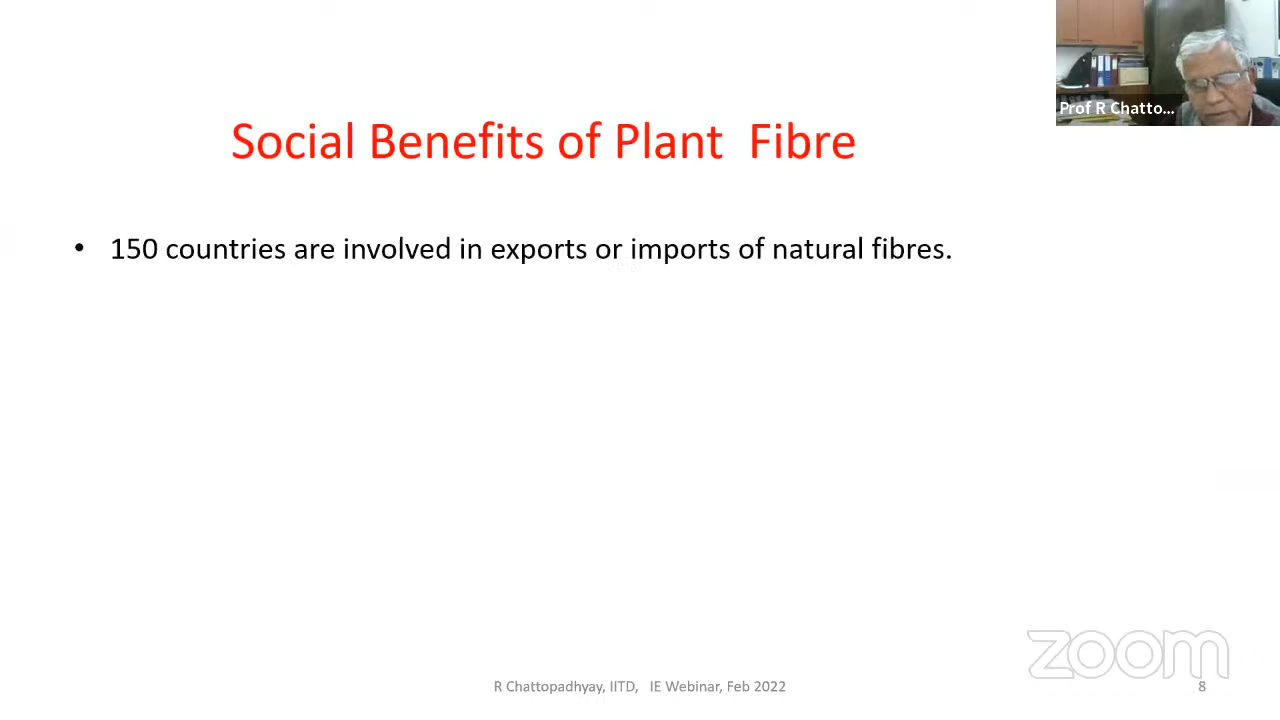 Prof R Chatto...
Social Benefits of Plant Fibre
• 150 countries are involved in exports or imports of natural fibres.
zoom
R Chattopadhyay, IITD, IE Webinar, Feb 2022
8